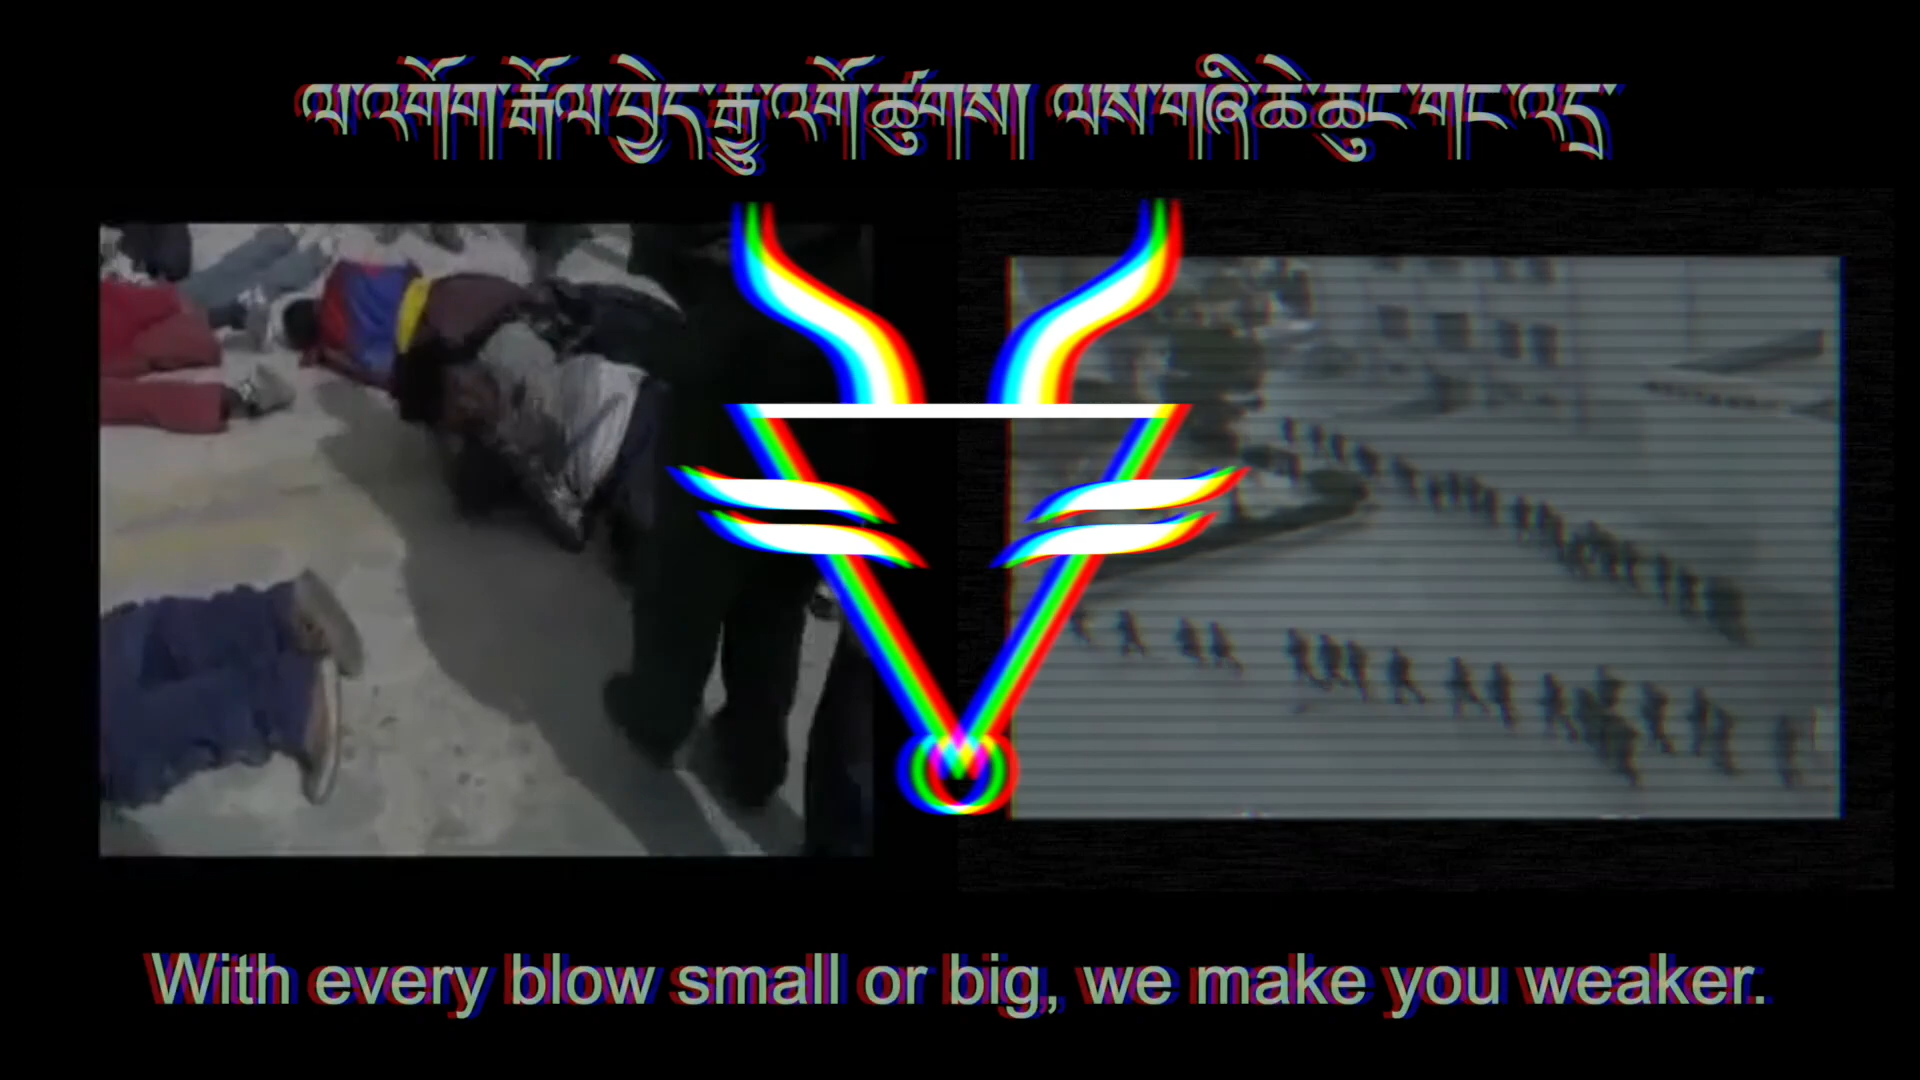 ལ་འགོག་རྒོལ་བྱེད་རྒྱུ་འགོ་ཚུགས། ལས་གཞི་ཆེ་ཆུང་གང་འདྲ་
With every blow small or big, we make you weaker.